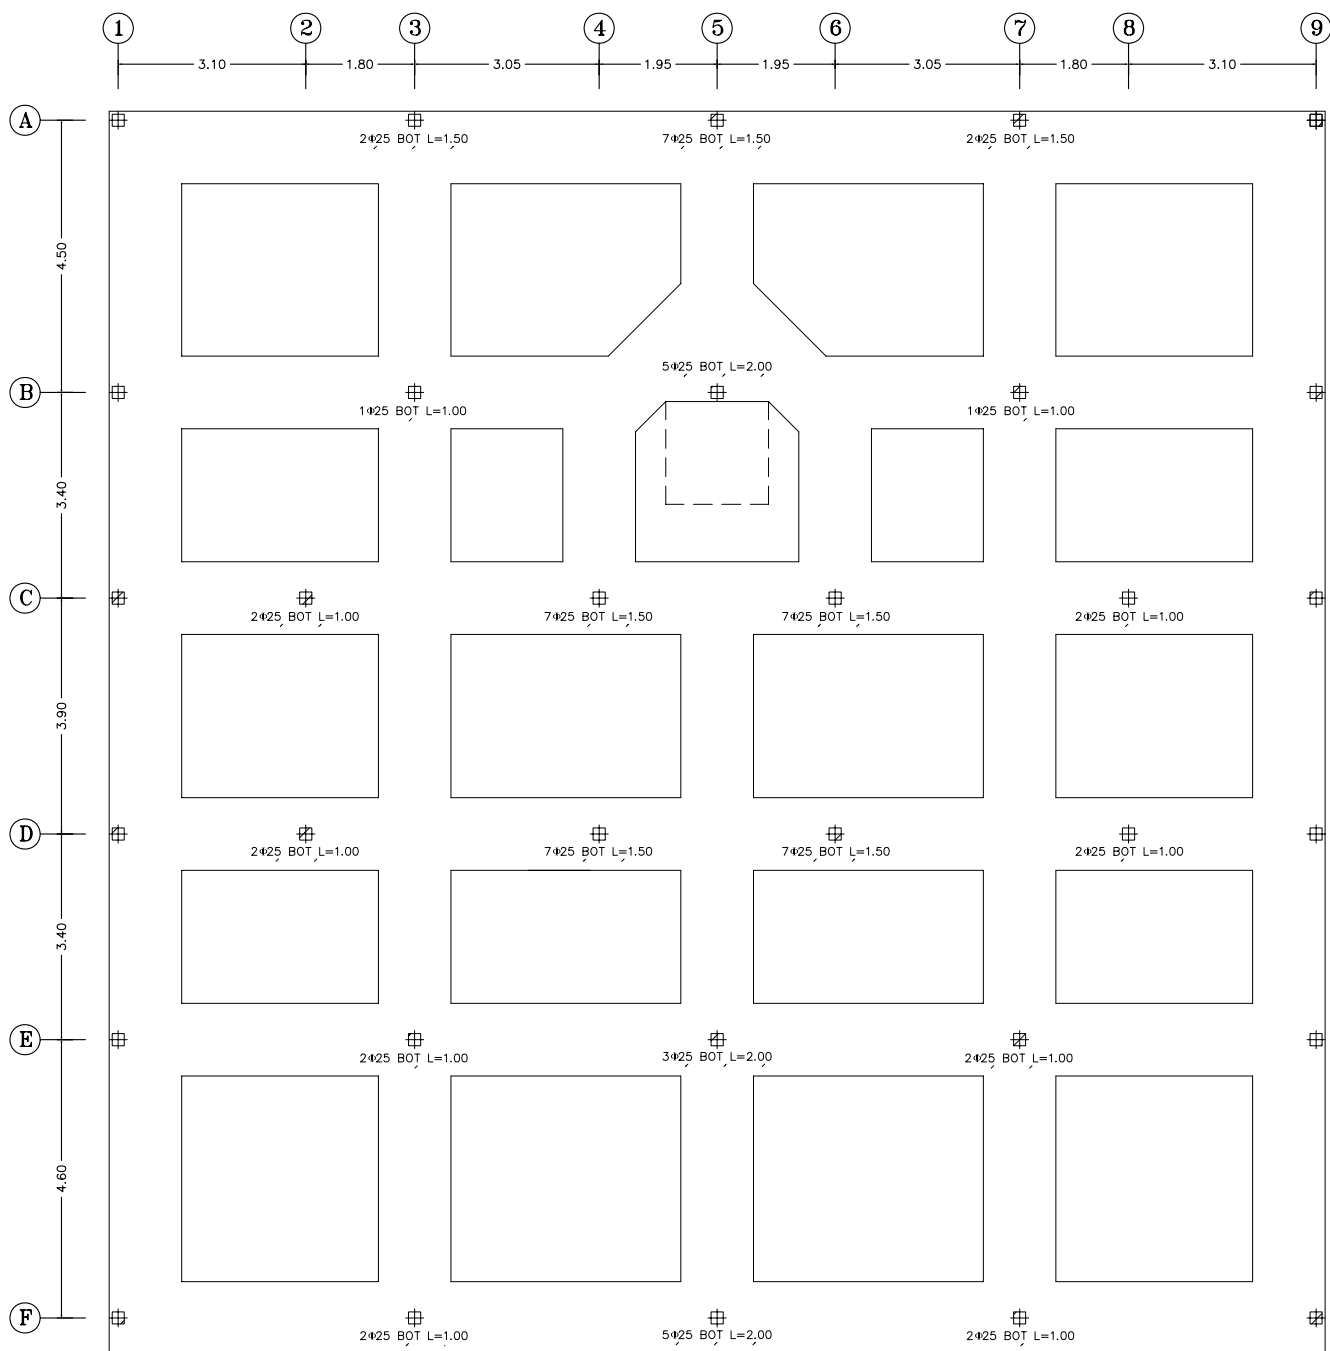 1 2 3 4 5 6 7 8 9
3.10 1.80 3.05 1.95 1.95 3.05 1.80 3.10
A
2Φ25 BOT L=1.50 7Φ25 BOT L=1.50 2Φ25 BOT L=1.50
4.50
5Φ25 BOT L=2.00
B
1Φ25 BOT L=1.00 1Φ25 BOT L=1.00
3.40
C
2Φ25 BOT L=1.00 7Φ25 BOT L=1.50 7Φ25 BOT L=1.50 2Φ25 BOT L=1.00
3.90
D
2Φ25 BOT L=1.00 7Φ25 BOT L=1.50 7Φ25 BOT L=1.50 2Φ25 BOT L=1.00
3.40
E
2Φ25 BOT L=1.00 3Φ25 BOT L=2.00 2Φ25 BOT L=1.00
4.60
F
2Φ25 BOT L=1.00 5Φ25 BOT L=2.00 2Φ25 BOT L=1.00